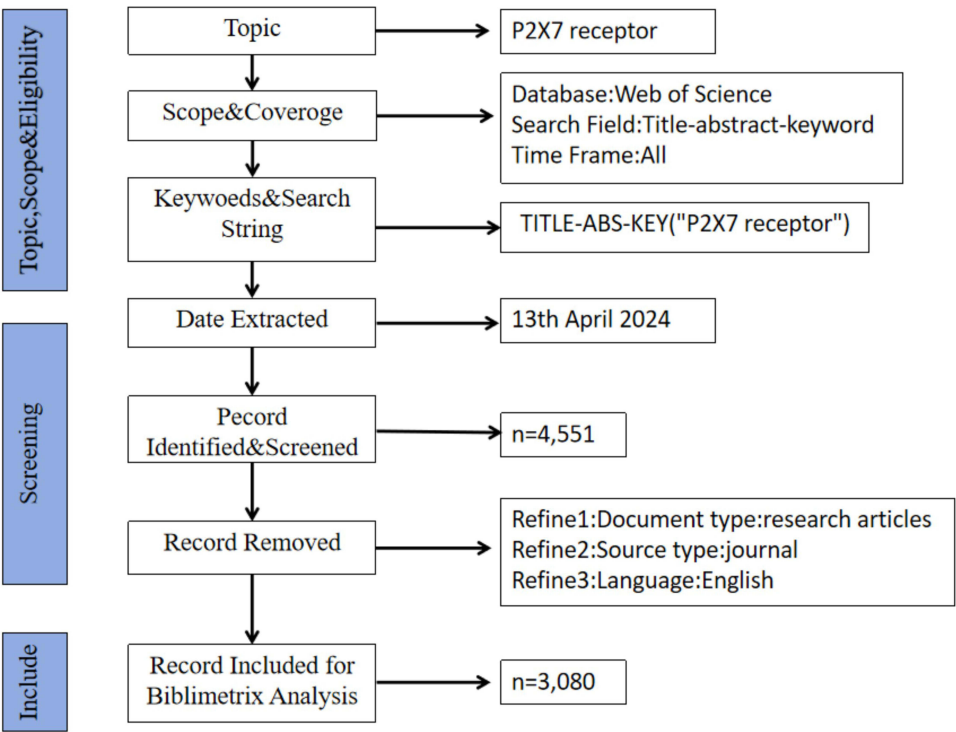 Topic,Scope&Eligibility
Topic
P2X7 receptor
Scope&Coveroge
Database:Web of Science
Search Field:Title-abstract-keyword
Time Frame:All
Keywoeds&Search
String
TITLE-ABS-KEY("P2X7 receptor")
Screening
Date Extracted
13th April 2024
Pecord
Identified&Screened
n=4,551
Record Removed
Refine1:Document type:research articles
Refine2:Source type:journal
Refine3:Language:English
Include
Record Included for
Biblimetrix Analysis
n=3,080